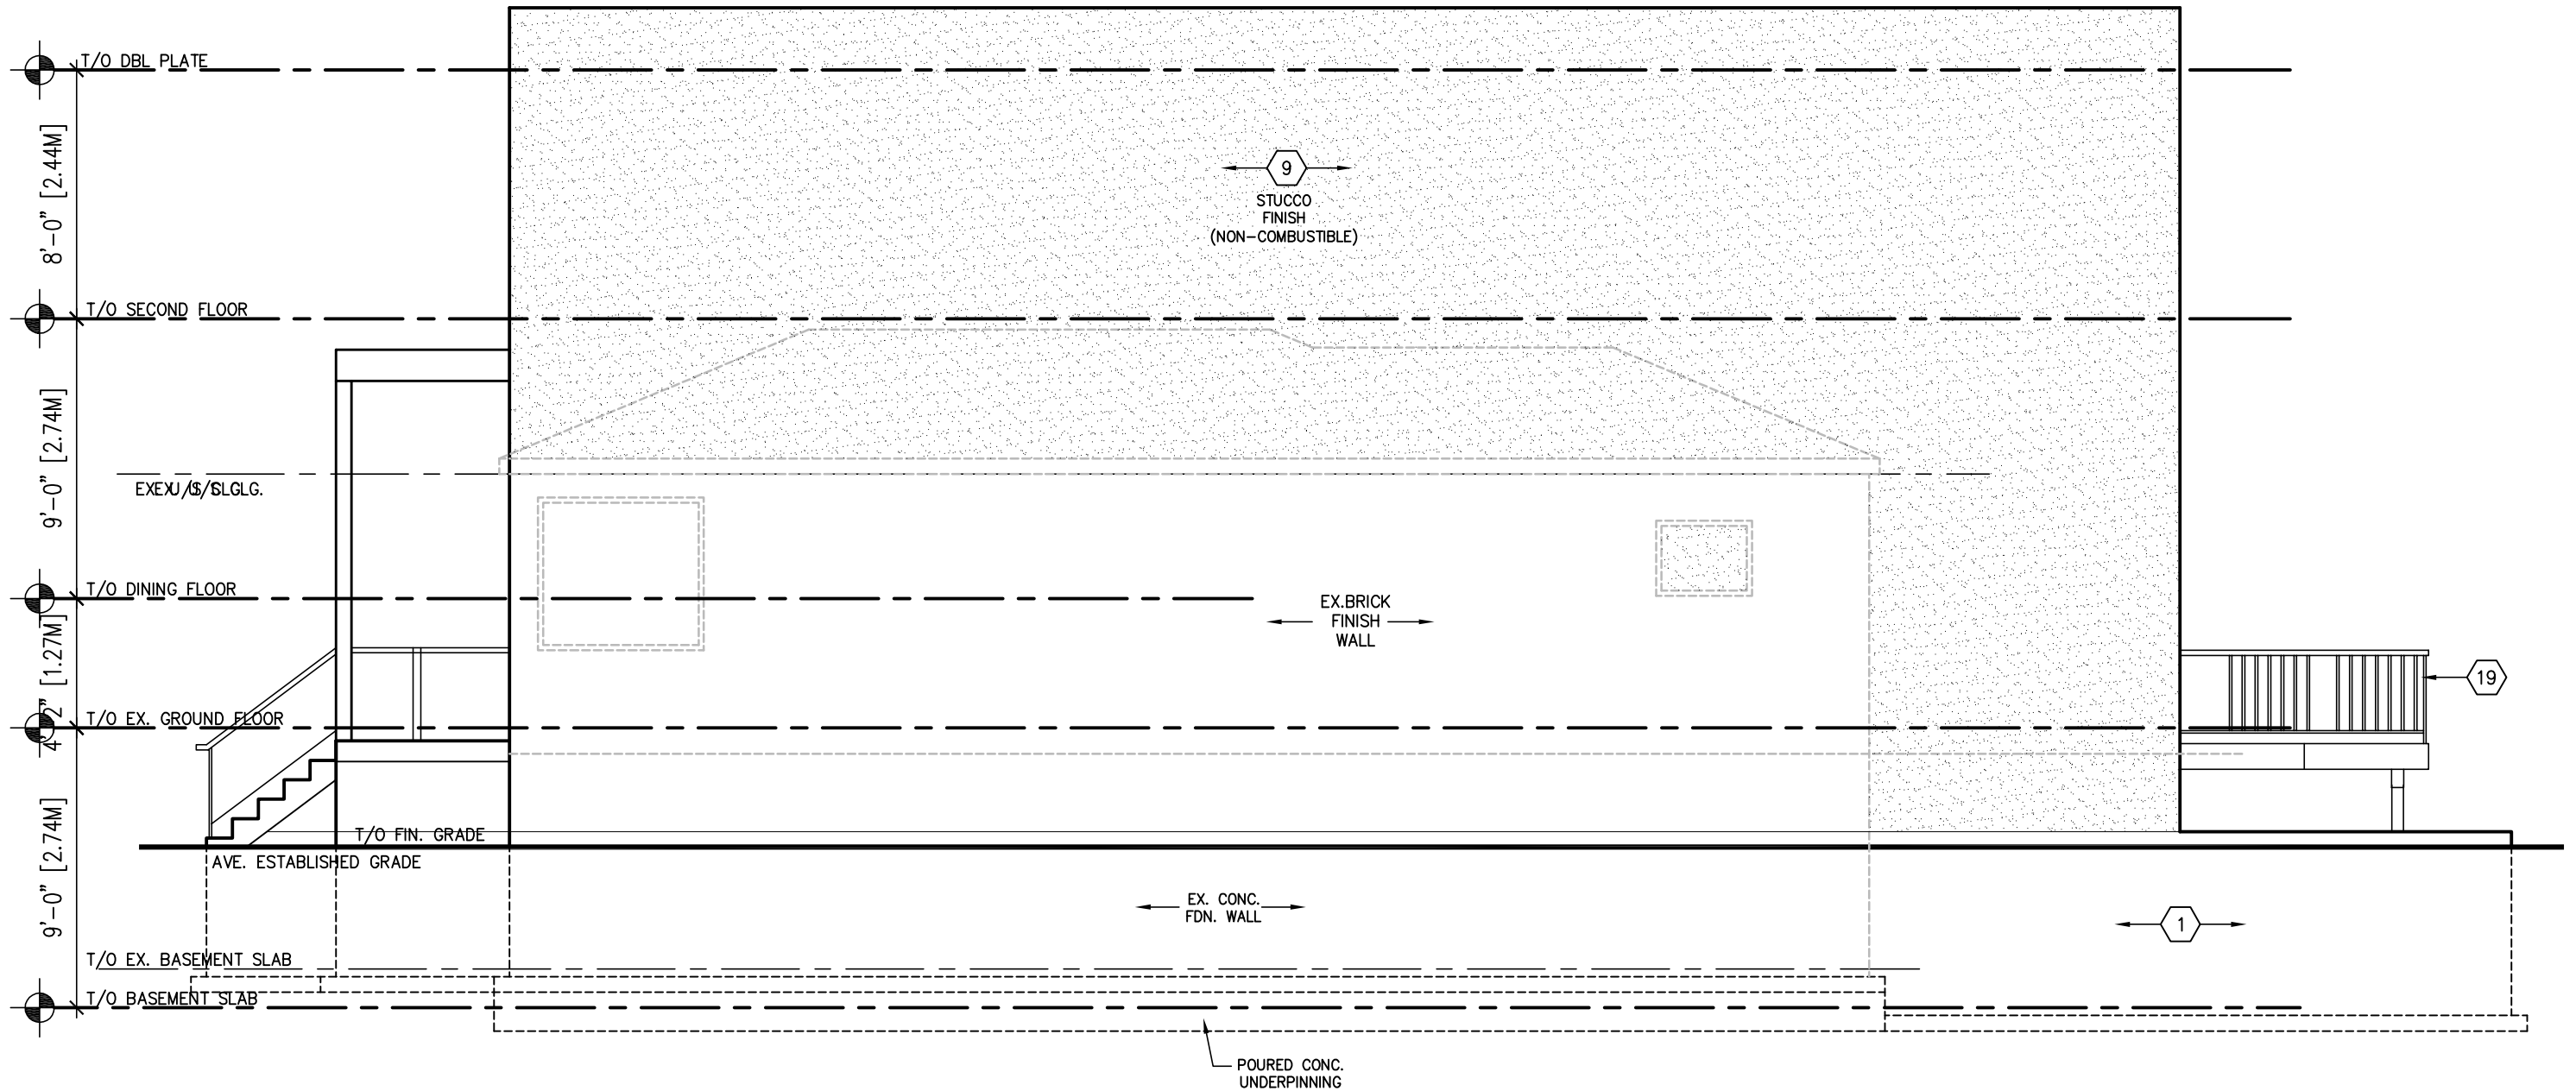 T/O DBL PLATE
8'-0" [2.44M]
9
STUCCO
FINISH
(NON-COMBUSTIBLE)
T/O SECOND FLOOR
9'-0" [2.74M]
T/O DINING FLOOR
EX.BRICK
FINISH
WALL
4'-2" [1.27M]
19
T/O EX. GROUND FLOOR
9'-0" [2.74M]
T/O FIN. GRADE
AVE. ESTABLISHED GRADE
EX. CONC.
FDN. WALL
1
T/O EX. BASEMENT SLAB
T/O BASEMENT SLAB
POURED CONC.
UNDERPINNING